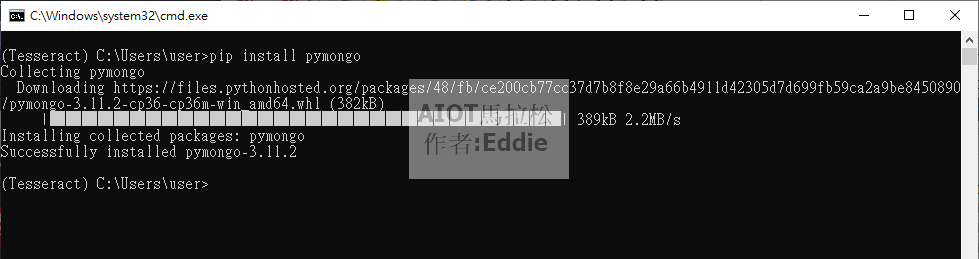 C:\Windows\system32\cmd.exe
(Tesseract) C:\Users\user>pip install pymongo
Collecting pymongo
Downloading https://files.pythonhosted.org/packages/48/fb/ce200cb77cc37d7b8f8e29a66b4911d42305d7d699fb59ca2a9be8450890
/pymongo-3.11.2-cp36-cp36m-win_amd64.whl (382kB)
| 389kB 2.2MB/s
Installing collected packages: pymongo
Successfully installed pymongo-3.11.2
(Tesseract) C:\Users\user>
AIOT馬拉松
作者:Eddie